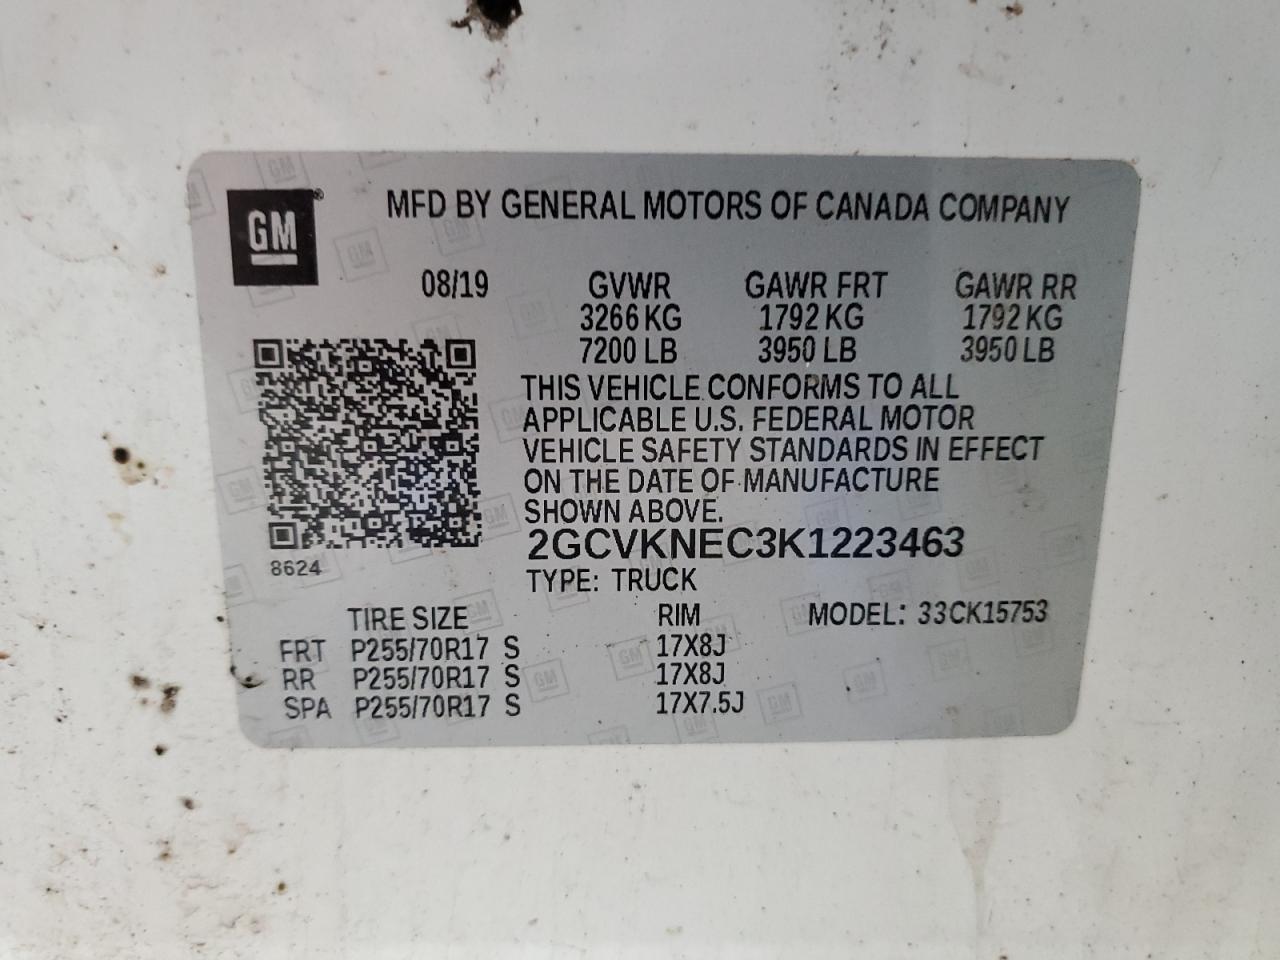 GM
MFD BY GENERAL MOTORS OF CANADA COMPANY
08/19 GVWR GAWR FRT GAWR RR
3266 KG 1792 KG 1792 KG
7200 LB 3950 LB 3950 LB
THIS VEHICLE CONFORMS TO ALL
APPLICABLE U.S. FEDERAL MOTOR
VEHICLE SAFETY STANDARDS IN EFFECT
ON THE DATE OF MANUFACTURE
SHOWN ABOVE.
2GCVKNEC3K1223463
8624
TYPE: TRUCK
TIRE SIZE RIM MODEL: 33CK15753
FRT P255/70R17 S 17X8J
RR P255/70R17 S 17X8J
SPA P255/70R17 S 17X7.5J